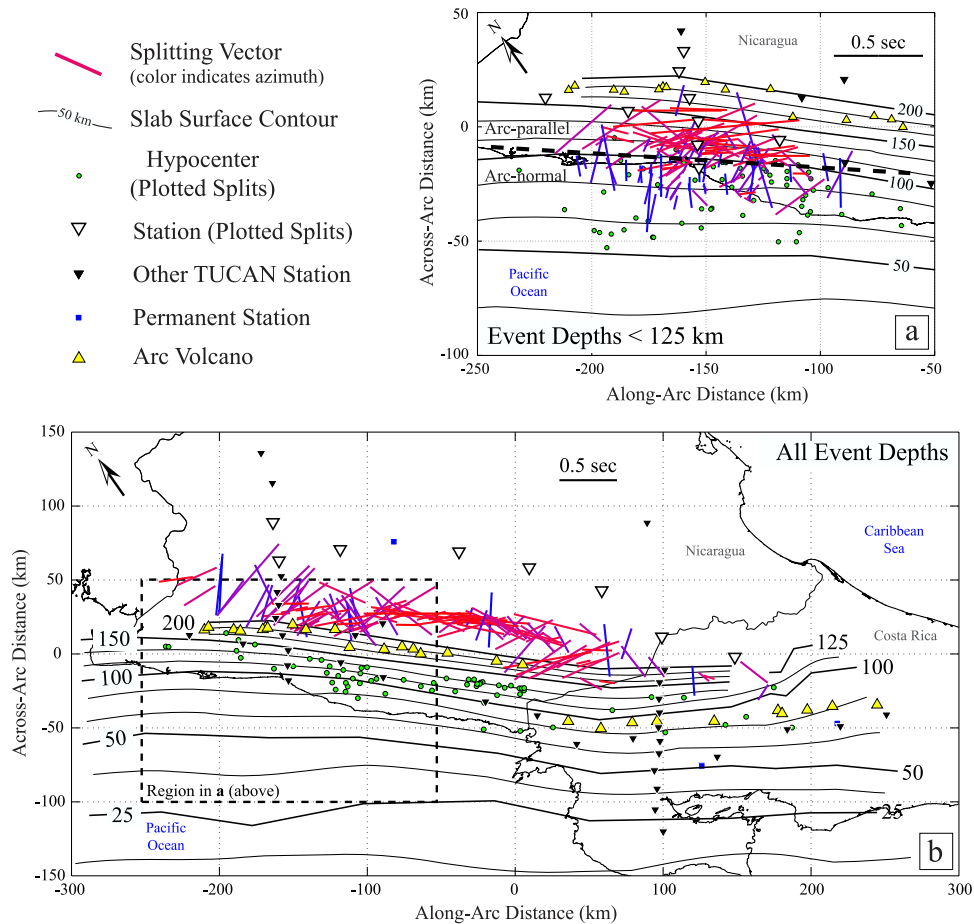 Splitting Vector
(color indicates azimuth)
50 km
Slab Surface Contour
Hypocenter
(Plotted Splits)
Station (Plotted Splits)
Other TUCAN Station
Permanent Station
Arc Volcano
50
0
-50
-100
Across-Arc Distance (km)
N
Nicaragua
0.5 sec
200
150
100
50
Arc-parallel
Arc-normal
Pacific
Ocean
Event Depths < 125 km
a
-250
-200
-150
-100
-50
Along-Arc Distance (km)
150
100
50
0
-50
-100
-150
Across-Arc Distance (km)
N
0.5 sec
All Event Depths
Caribbean
Sea
Nicaragua
Costa Rica
200
150
100
50
25
125
100
50
25
Region in a (above)
Pacific
Ocean
b
-300
-200
-100
0
100
200
300
Along-Arc Distance (km)